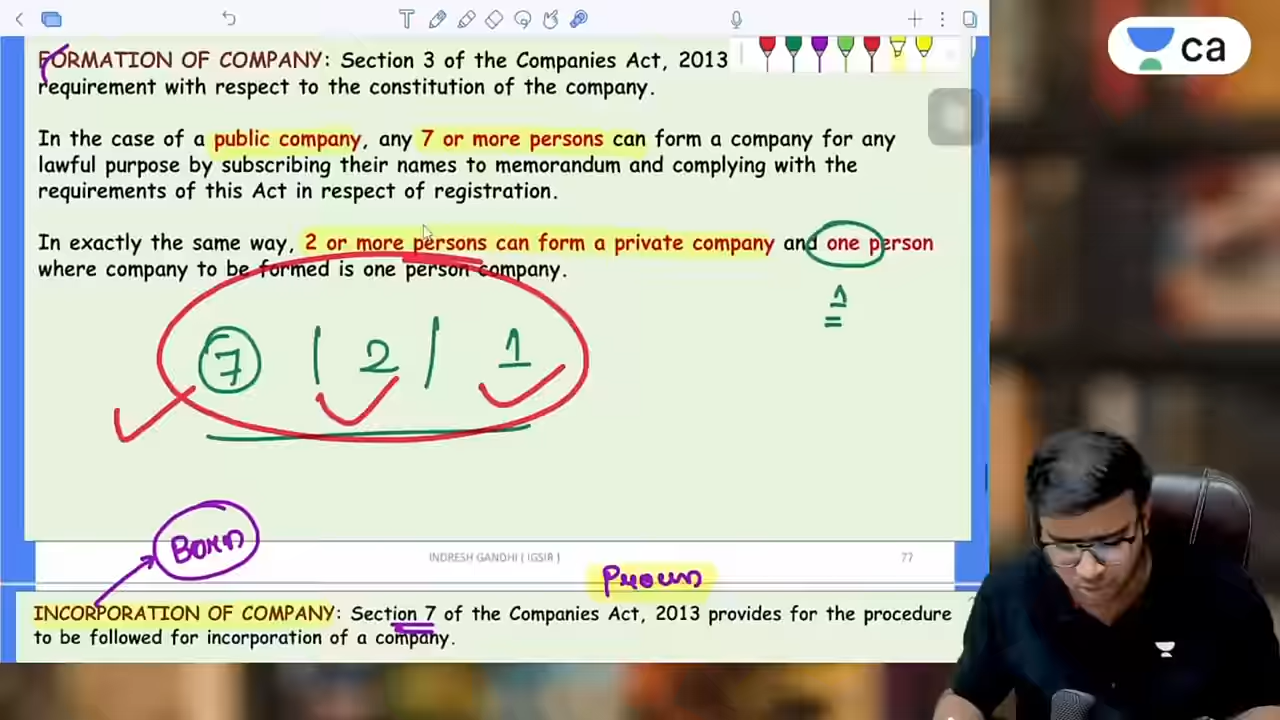 ca
FORMATION OF COMPANY: Section 3 of the Companies Act, 2013
requirement with respect to the constitution of the company.
In the case of a public company, any 7 or more persons can form a company for any
lawful purpose by subscribing their names to memorandum and complying with the
requirements of this Act in respect of registration.
In exactly the same way, 2 or more persons can form a private company and one person
where company to be formed is one person company.
1
7 | 2 | 1
Born
INDRESH GANDHI ( IGSIR ) 77
INCORPORATION OF COMPANY: Section 7 of the Companies Act, 2013 provides for the procedure
to be followed for incorporation of a company.